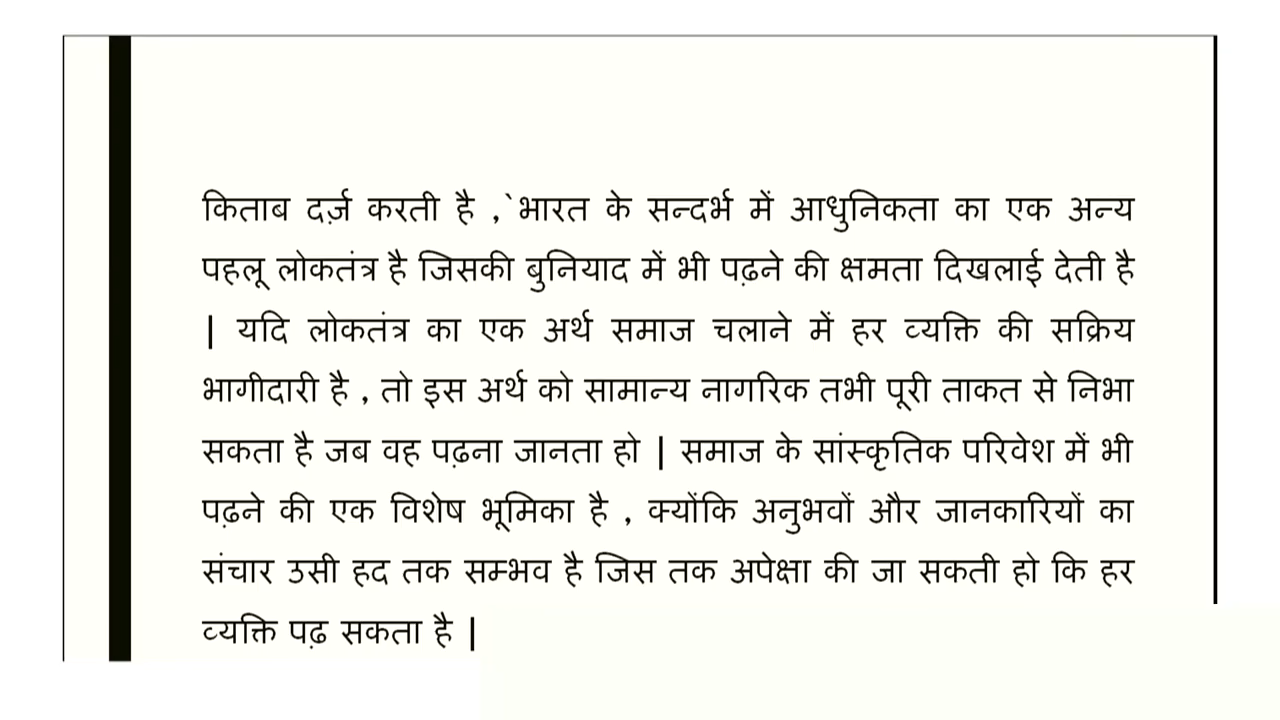 किताब दर्ज़ करती है ,`भारत के सन्दर्भ में आधुनिकता का एक अन्य
पहलू लोकतंत्र है जिसकी बुनियाद में भी पढ़ने की क्षमता दिखलाई देती है
| यदि लोकतंत्र का एक अर्थ समाज चलाने में हर व्यक्ति की सक्रिय
भागीदारी है , तो इस अर्थ को सामान्य नागरिक तभी पूरी ताकत से निभा
सकता है जब वह पढ़ना जानता हो | समाज के सांस्कृतिक परिवेश में भी
पढ़ने की एक विशेष भूमिका है , क्योंकि अनुभवों और जानकारियों का
संचार उसी हद तक सम्भव है जिस तक अपेक्षा की जा सकती हो कि हर
व्यक्ति पढ़ सकता है |